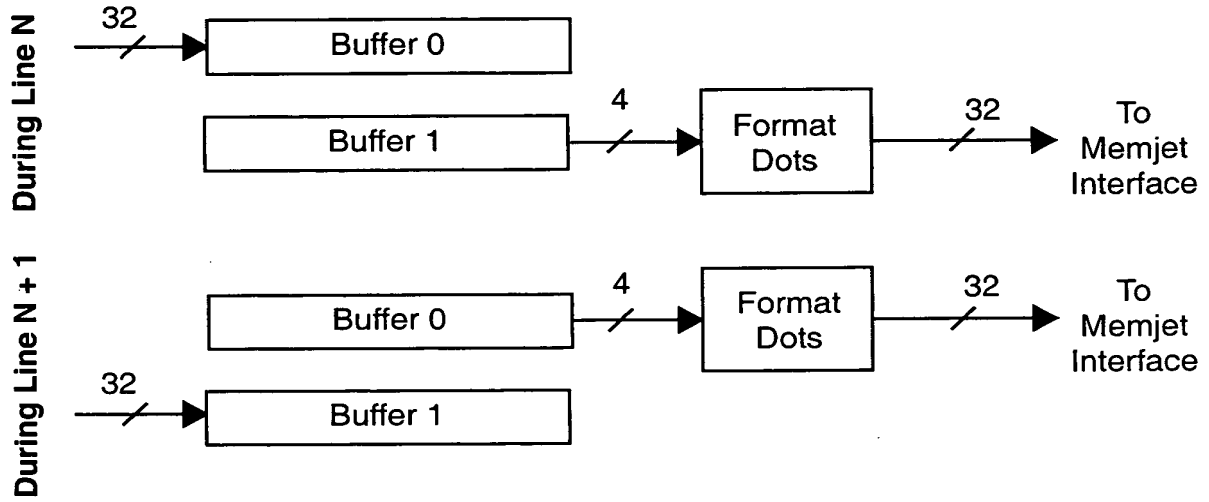 During Line N
32
Buffer 0
Buffer 1
4
Format
Dots
32
To
Memjet
Interface
During Line N + 1
Buffer 0
4
Format
Dots
32
To
Memjet
Interface
32
Buffer 1